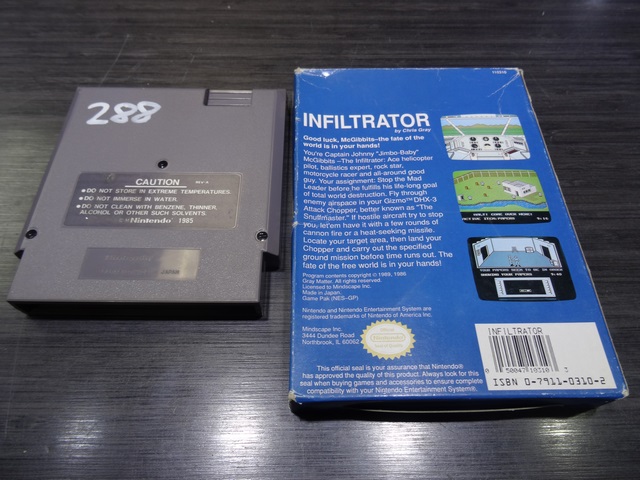 288
CAUTION
REV-A
●DO NOT STORE IN EXTREME TEMPERATURES.
●DO NOT IMMERSE IN WATER.
●DO NOT CLEAN WITH BENZENE, THINNER,
ALCOHOL OR OTHER SUCH SOLVENTS.
©Nintendo 1985
INFILTRATOR
by Chris Gray
Good luck, McGibbits–the fate of the
world is in your hands!
You're Captain Johnny "Jimbo-Baby"
McGibbits –The Infiltrator: Ace helicopter
pilot, ballistics expert, rock star,
motorcycle racer and all-around good
guy. Your assignment: Stop the Mad
Leader before he fulfills his life-long goal
of total world destruction. Fly through
enemy airspace in your Gizmo™DHX-3
Attack Chopper, better known as "The
Snuffmaster." If hostile aircraft try to stop
you, let'em have it with a few rounds of
cannon fire or a heat-seeking missile.
Locate your target area, then land your
Chopper and carry out the specified
ground mission before time runs out. The
fate of the free world is in your hands!
Program contents copyright © 1989, 1988
Gray Matter. All rights reserved.
Licensed to Mindscape Inc.
Made in Japan.
Game Pak (NES–GP)
Nintendo and Nintendo Entertainment System are
registered trademarks of Nintendo of America Inc.
Mindscape Inc.
3444 Dundee Road
Northbrook, IL 60062
Nintendo
This official seal is your assurance that Nintendo®
has approved the quality of this product. Always look for this
seal when buying games and accessories to ensure complete
compatibility with your Nintendo Entertainment System®.
INFILTRATOR
0 50047 10310 3
ISBN 0-7911-0310-2